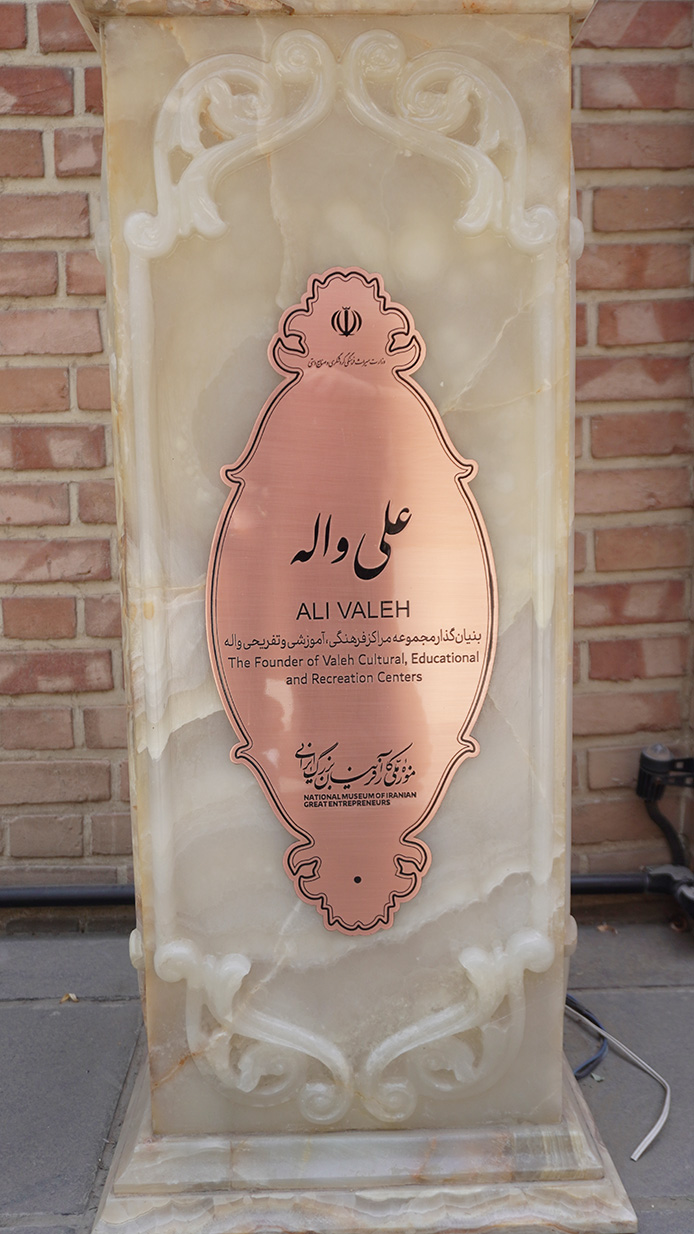 وزارت میراث فرهنگی گردشگری و صنایع دستی
علی واله
ALI VALEH
بنیان گذار مجموعه مراکز فرهنگی، آموزشی و تفریحی واله
The Founder of Valeh Cultural, Educational
and Recreation Centers
موزه ملی کارآفرینان بزرگ ایرانی
NATIONAL MUSEUM OF IRANIAN
GREAT ENTREPRENEURS